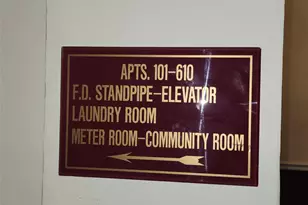 APTS. 101-610
F.D. STANDPIPE-ELEVATOR
LAUNDRY ROOM
METER ROOM-COMMUNITY ROOM